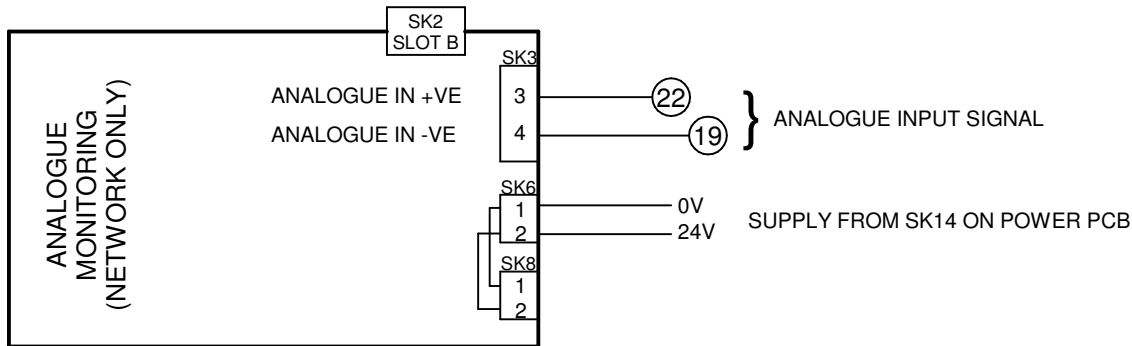 SK2
SLOT B
SK3
ANALOGUE IN +VE 3 22
ANALOGUE IN -VE 4 19
} ANALOGUE INPUT SIGNAL
ANALOGUE
MONITORING
(NETWORK ONLY)
SK6
1 0V
2 24V
SUPPLY FROM SK14 ON POWER PCB
SK8
1
2